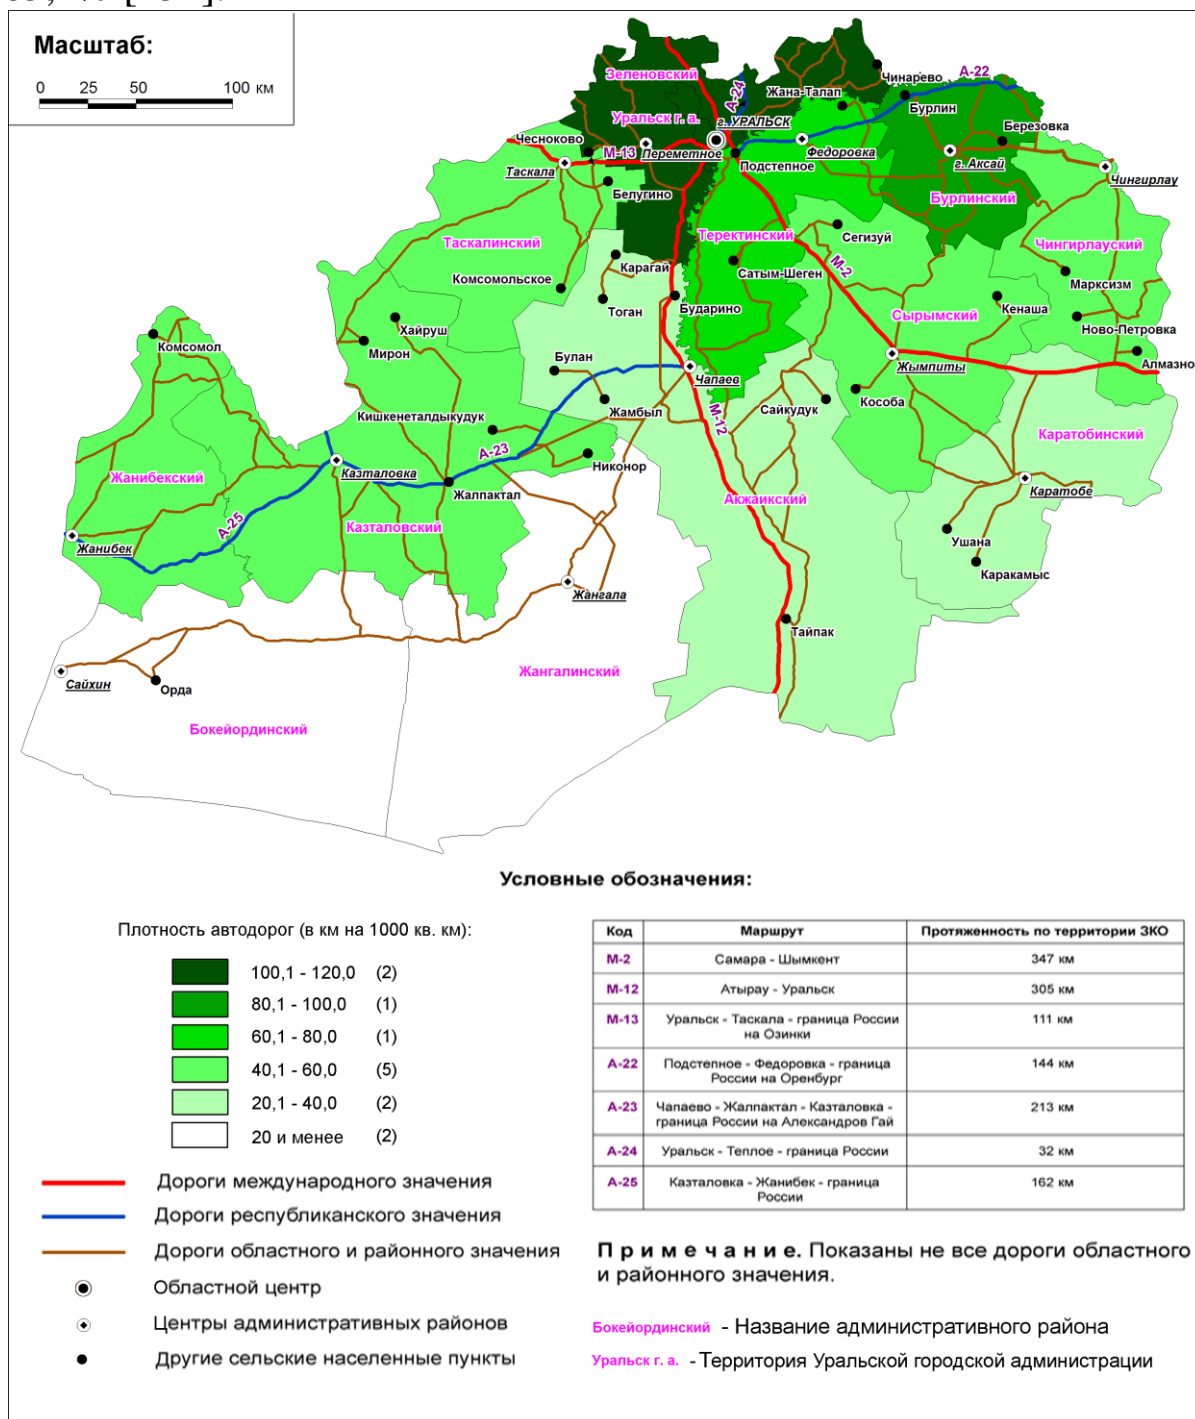 Масштаб:
0 25 50 100 км
Зеленовский
А-24
Чинарево
А-22
Жана-Талап
Бурлин
Уральск г. а.
г. УРАЛЬСК
Березовка
Чесноково
М-13
Переметное
Федоровка
Таскала
Подстепное
г. Аксай
Чингирлау
Белугино
Бурлинский
Таскалинский
Теректинский
Сегизуй
Чингирлауский
Карагай
Сатым-Шеген
М-2
Комсомольское
Марксизм
Тоган
Бударино
Сырымский
Кенаша
Хайруш
Ново-Петровка
Комсомол
Мирон
Булан
Чапаев
Жымпиты
Алмазно
Кишкенеталдыкудук
Жамбыл
М-12
Сайкудук
Кособа
Каратобинский
А-23
Никонор
Жанибекский
Казталовка
Жалпактал
Акжаикский
Каратобе
А-25
Казталовский
Жанибек
Ушана
Каракамыс
Жангала
Тайпак
Сайхин
Орда
Жангалинский
Бокейординский
Условные обозначения:
Плотность автодорог (в км на 1000 кв. км):
100,1 - 120,0 (2)
80,1 - 100,0 (1)
60,1 - 80,0 (1)
40,1 - 60,0 (5)
20,1 - 40,0 (2)
20 и менее (2)
Дороги международного значения
Дороги республиканского значения
Дороги областного и районного значения
Областной центр
Центры административных районов
Другие сельские населенные пункты
Код Маршрут Протяженность по территории ЗКО
М-2 Самара - Шымкент 347 км
М-12 Атырау - Уральск 305 км
М-13 Уральск - Таскала - граница России 111 км
на Озинки
А-22 Подстепное - Федоровка - граница 144 км
России на Оренбург
А-23 Чапаево - Жалпактал - Казталовка - 213 км
граница России на Александров Гай
А-24 Уральск - Теплое - граница России 32 км
А-25 Казталовка - Жанибек - граница 162 км
России
П р и м е ч а н и е. Показаны не все дороги областного
и районного значения.
Бокейординский - Название административного района
Уральск г. а. - Территория Уральской городской администрации